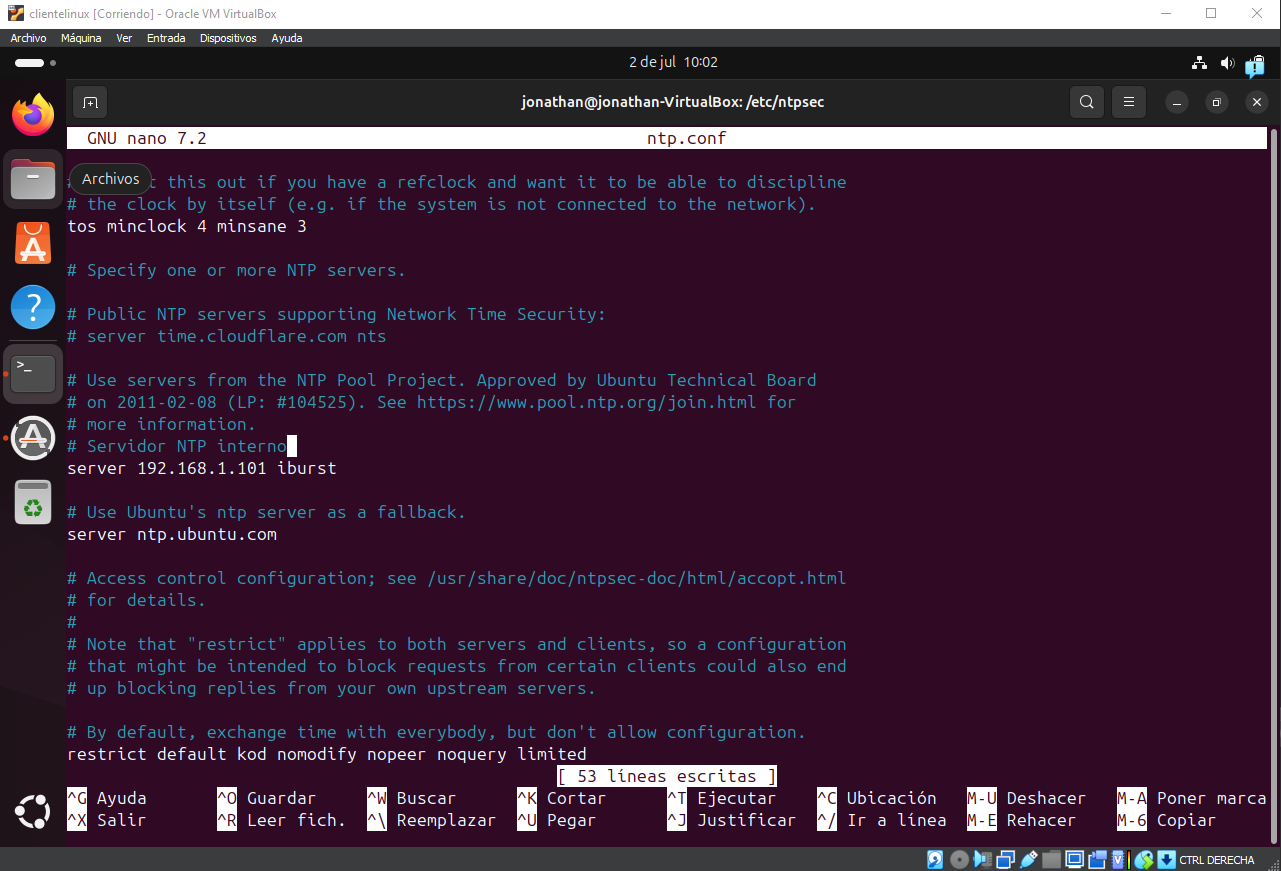 clientelinux [Corriendo] - Oracle VM VirtualBox
Archivo Máquina Ver Entrada Dispositivos Ayuda
2 de jul 10:02
jonathan@jonathan-VirtualBox: /etc/ntpsec
GNU nano 7.2 ntp.conf
Archivos
# t this out if you have a refclock and want it to be able to discipline
# the clock by itself (e.g. if the system is not connected to the network).
tos minclock 4 minsane 3
# Specify one or more NTP servers.
# Public NTP servers supporting Network Time Security:
# server time.cloudflare.com nts
# Use servers from the NTP Pool Project. Approved by Ubuntu Technical Board
# on 2011-02-08 (LP: #104525). See https://www.pool.ntp.org/join.html for
# more information.
# Servidor NTP interno
server 192.168.1.101 iburst
# Use Ubuntu's ntp server as a fallback.
server ntp.ubuntu.com
# Access control configuration; see /usr/share/doc/ntpsec-doc/html/accopt.html
# for details.
#
# Note that "restrict" applies to both servers and clients, so a configuration
# that might be intended to block requests from certain clients could also end
# up blocking replies from your own upstream servers.
# By default, exchange time with everybody, but don't allow configuration.
restrict default kod nomodify nopeer noquery limited
[ 53 líneas escritas ]
^G Ayuda ^O Guardar ^W Buscar ^K Cortar ^T Ejecutar ^C Ubicación M-U Deshacer M-A Poner marca
^X Salir ^R Leer fich. ^\ Reemplazar ^U Pegar ^J Justificar ^/ Ir a línea M-E Rehacer M-6 Copiar
CTRL DERECHA